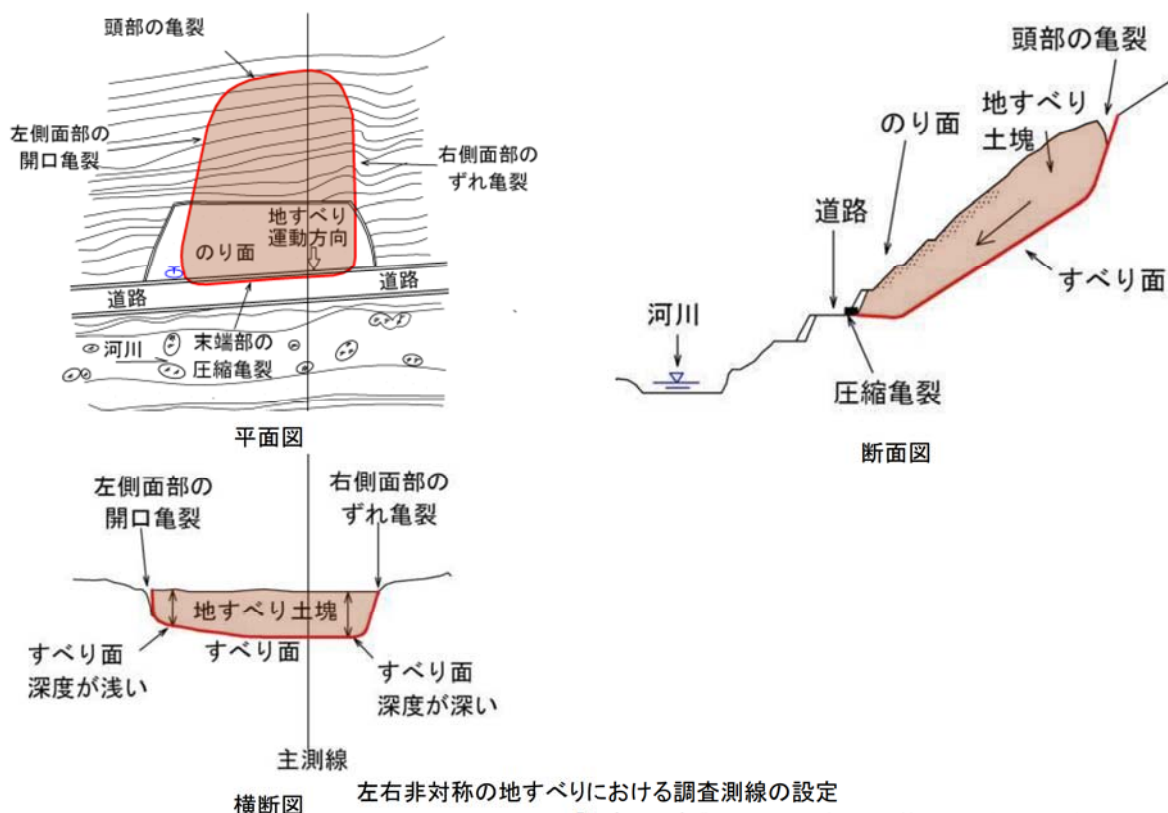 頭部の亀裂
左側面部の
開口亀裂
右側面部の
ずれ亀裂
地すべり
運動方向
のり面
道路
道路
河川
末端部の
圧縮亀裂
平面図
頭部の亀裂
地すべり
土塊
のり面
道路
すべり面
河川
圧縮亀裂
断面図
左側面部の
開口亀裂
右側面部の
ずれ亀裂
地すべり土塊
すべり面
深度が浅い
すべり面
すべり面
深度が深い
主測線
横断図
左右非対称の地すべりにおける調査測線の設定